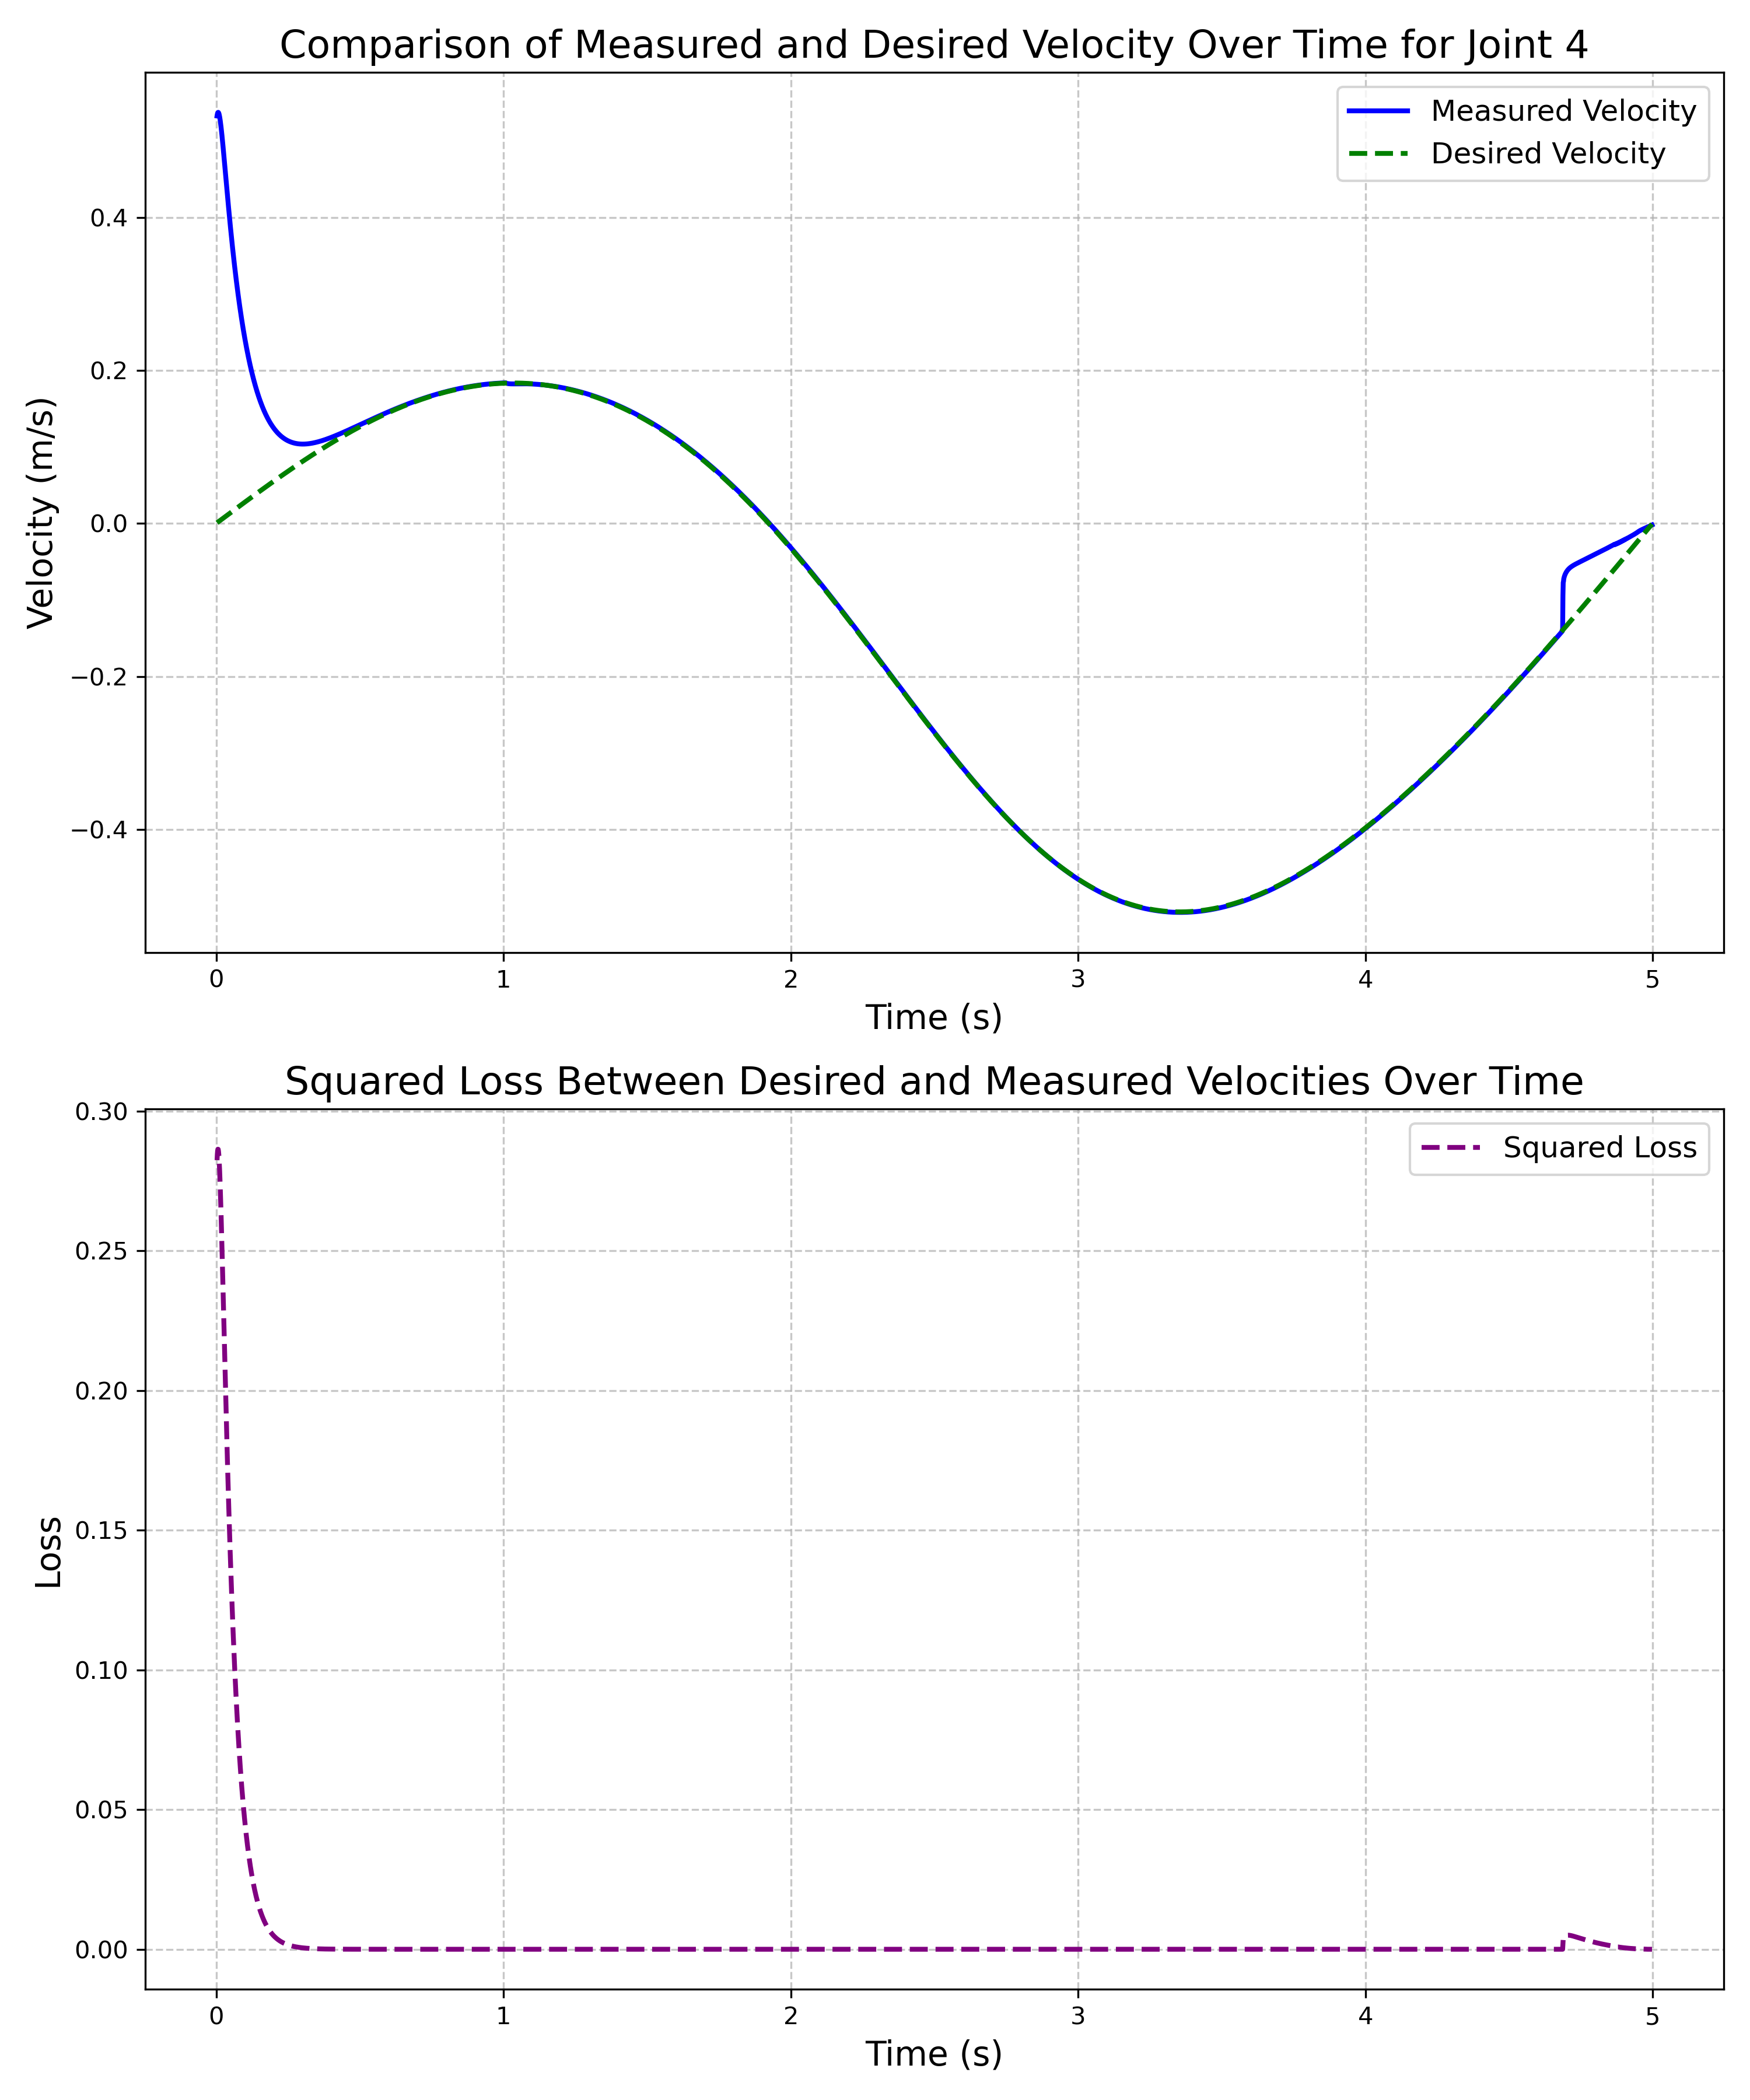 Comparison of Measured and Desired Velocity Over Time for Joint 4
Measured Velocity
Desired Velocity
Velocity (m/s)
0.4
0.2
0.0
−0.2
−0.4
0 1 2 3 4 5
Time (s)
Squared Loss Between Desired and Measured Velocities Over Time
Squared Loss
Loss
0.30
0.25
0.20
0.15
0.10
0.05
0.00
0 1 2 3 4 5
Time (s)